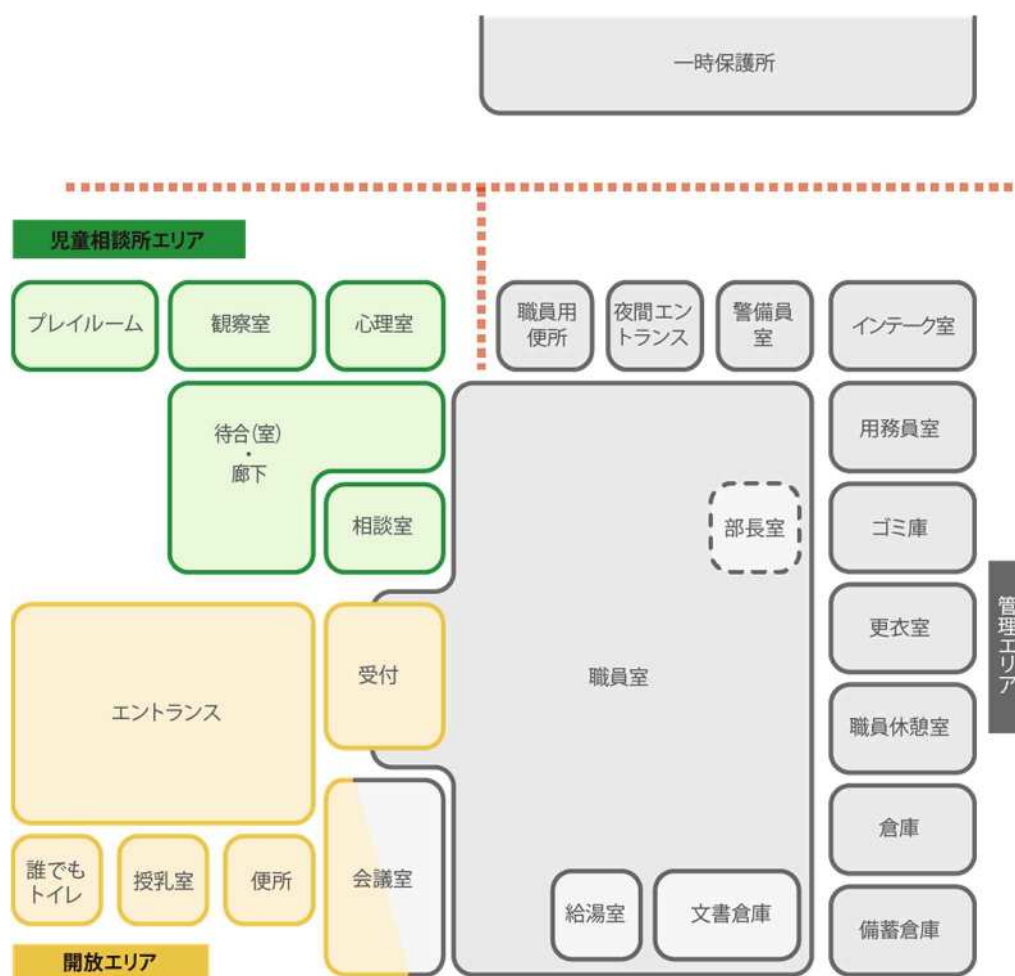 一時保護所
児童相談所エリア
プレイルーム
観察室
心理室
職員用
便所
夜間エン
トランス
警備員
室
インテーク室
待合(室)
・
廊下
用務員室
相談室
部長室
ゴミ庫
管理エリア
更衣室
受付
職員室
エントランス
職員休憩室
倉庫
誰でも
トイレ
授乳室
便所
会議室
給湯室
文書倉庫
備蓄倉庫
開放エリア